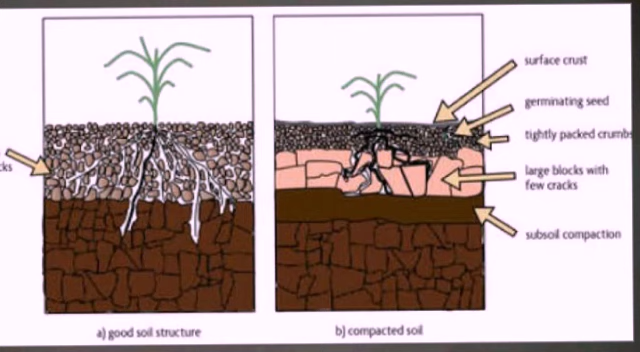 surface crust
germinating seed
tightly packed crumbs
large blocks with
few cracks
subsoil compaction
a) good soil structure
b) compacted soil